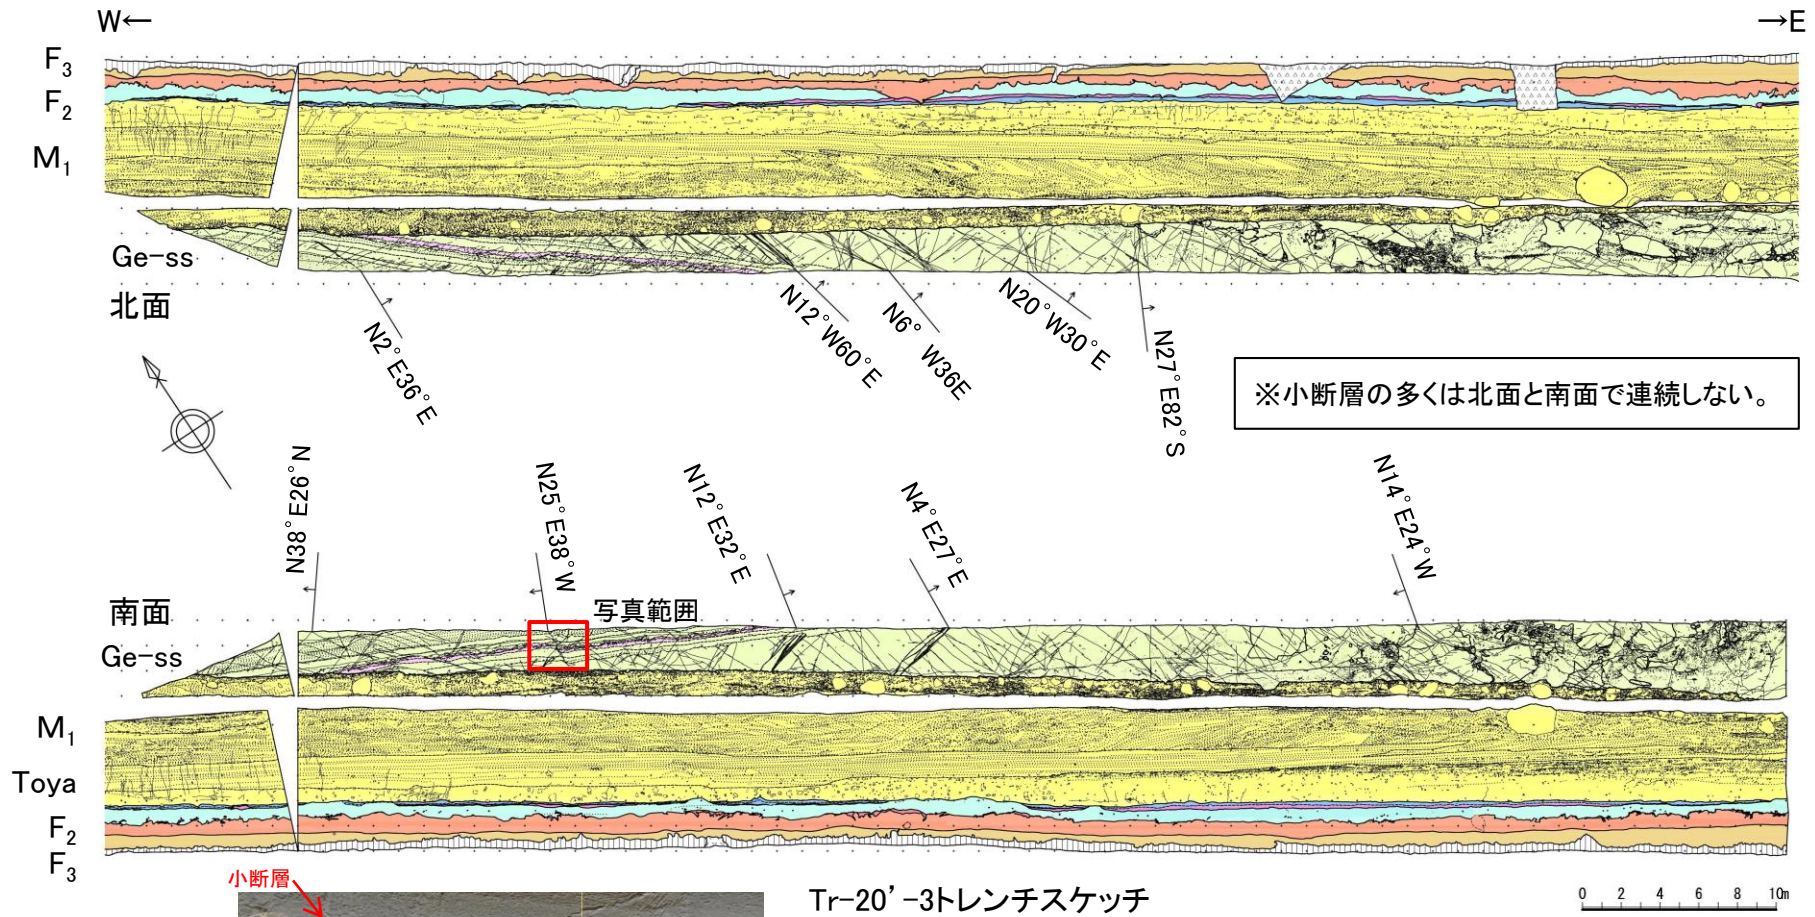 W← →E
F3
F2
M1
Ge-ss
北面
N2°E36°E
N12°W60°E
N6°W36E
N20°W30°E
N27°E82°S
※小断層の多くは北面と南面で連続しない。
N38°E26°N
N25°E38°W
N12°E32°E
N4°E27°E
N14°E24°W
南面
写真範囲
Ge-ss
M1
Toya
F2
F3
小断層
Tr-20’-3トレンチスケッチ
0 2 4 6 8 10m